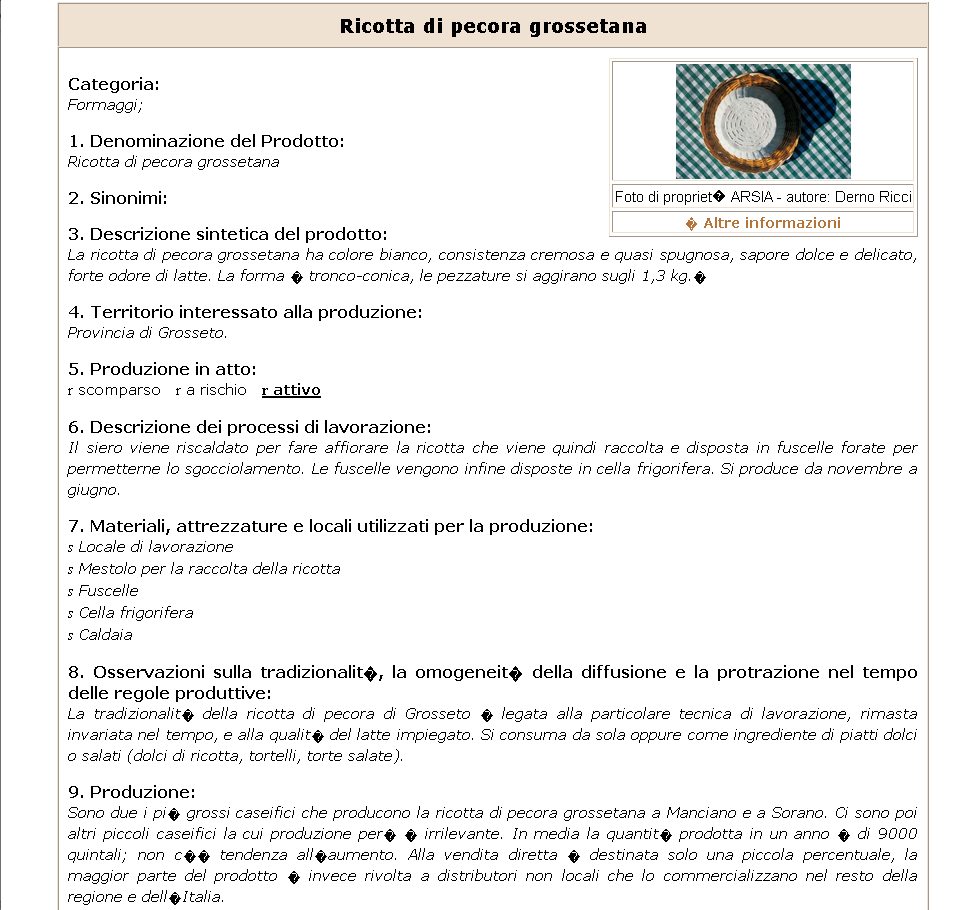 Ricotta di pecora grossetana
Categoria:
Formaggi;
Foto di propriet� ARSIA - autore: Derno Ricci
� Altre informazioni
1. Denominazione del Prodotto:
Ricotta di pecora grossetana
2. Sinonimi:
3. Descrizione sintetica del prodotto:
La ricotta di pecora grossetana ha colore bianco, consistenza cremosa e quasi spugnosa, sapore dolce e delicato,
forte odore di latte. La forma � tronco-conica, le pezzature si aggirano sugli 1,3 kg.�
4. Territorio interessato alla produzione:
Provincia di Grosseto.
5. Produzione in atto:
r scomparso r a rischio r attivo
6. Descrizione dei processi di lavorazione:
Il siero viene riscaldato per fare affiorare la ricotta che viene quindi raccolta e disposta in fuscelle forate per
permetterne lo sgocciolamento. Le fuscelle vengono infine disposte in cella frigorifera. Si produce da novembre a
giugno.
7. Materiali, attrezzature e locali utilizzati per la produzione:
s Locale di lavorazione
s Mestolo per la raccolta della ricotta
s Fuscelle
s Cella frigorifera
s Caldaia
8. Osservazioni sulla tradizionalit�, la omogeneit� della diffusione e la protrazione nel tempo
delle regole produttive:
La tradizionalit� della ricotta di pecora di Grosseto � legata alla particolare tecnica di lavorazione, rimasta
invariata nel tempo, e alla qualit� del latte impiegato. Si consuma da sola oppure come ingrediente di piatti dolci
o salati (dolci di ricotta, tortelli, torte salate).
9. Produzione:
Sono due i pi� grossi caseifici che producono la ricotta di pecora grossetana a Manciano e a Sorano. Ci sono poi
altri piccoli caseifici la cui produzione per� � irrilevante. In media la quantit� prodotta in un anno � di 9000
quintali; non c�� tendenza all�aumento. Alla vendita diretta � destinata solo una piccola percentuale, la
maggior parte del prodotto � invece rivolta a distributori non locali che lo commercializzano nel resto della
regione e dell�Italia.